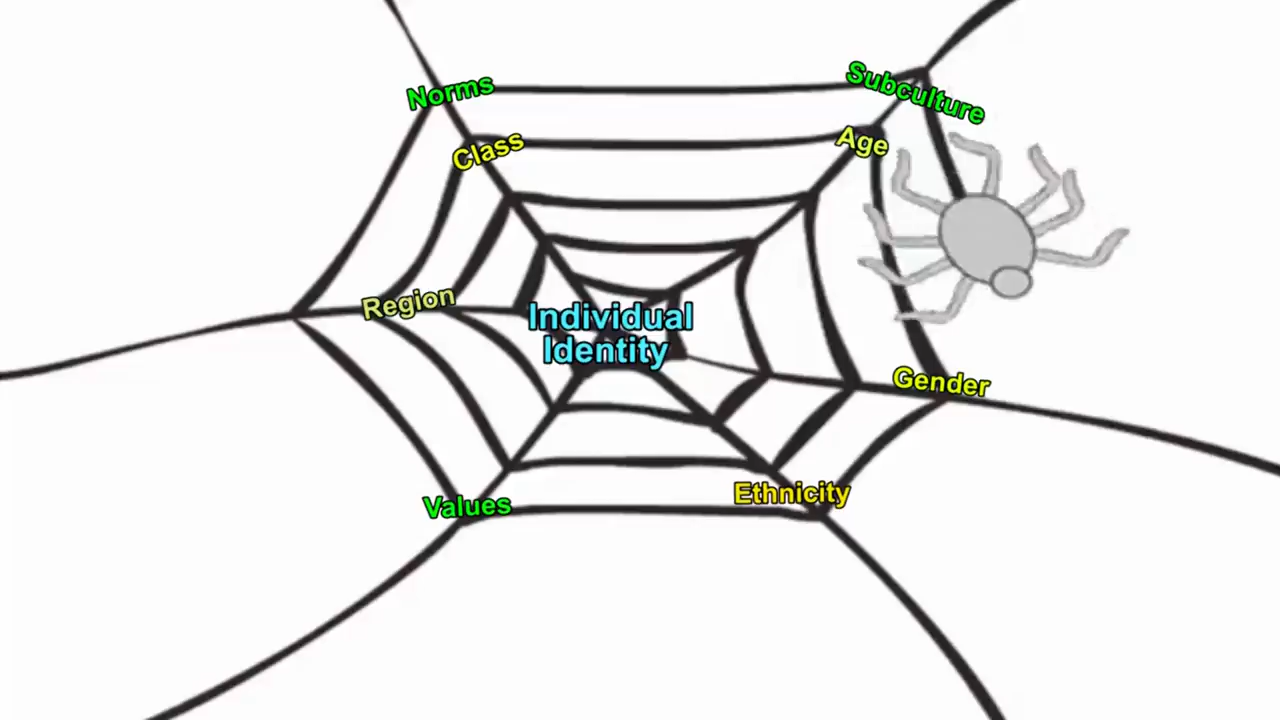 Norms
Subculture
Class
Age
Region
Individual
Identity
Gender
Values
Ethnicity